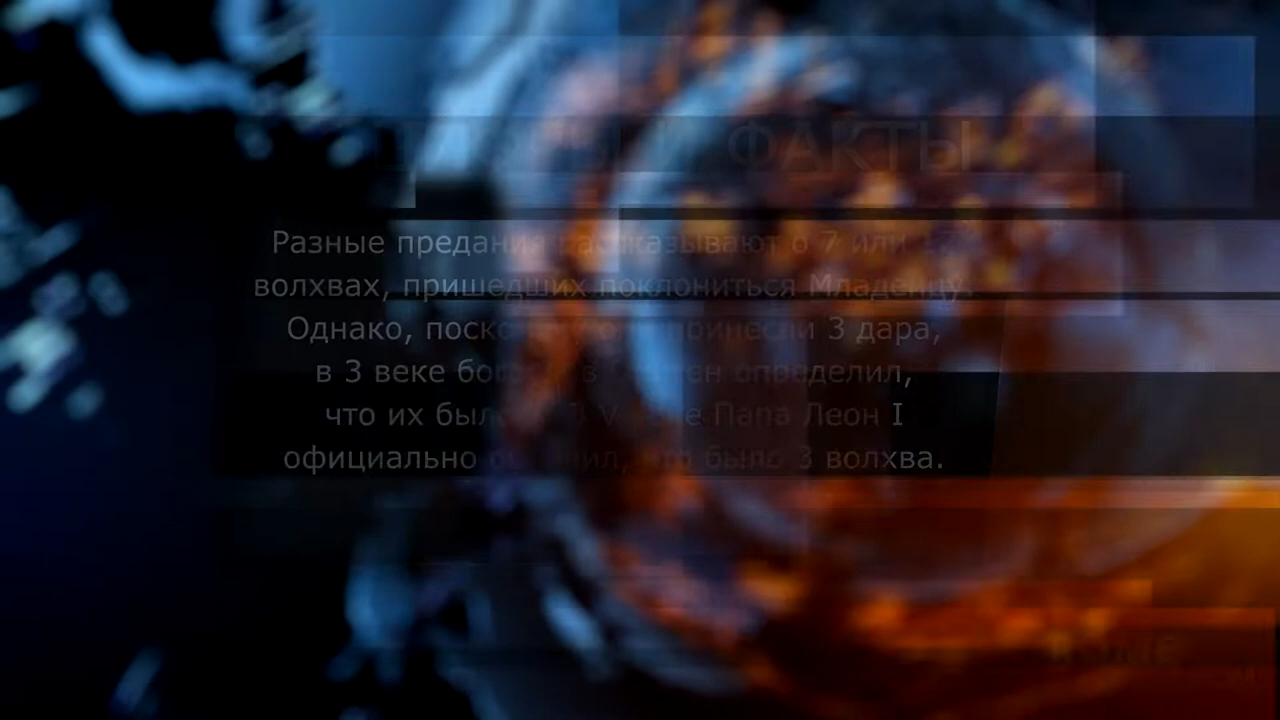 ФАКТЫ
Разные предания рассказывают о 7 или
волхвах, пришедших поклониться Младенцу.
Однако, поскольку принесли 3 дара,
в 3 веке определил,
что их было Папа Леон I
официально объявил, что было 3 волхва.